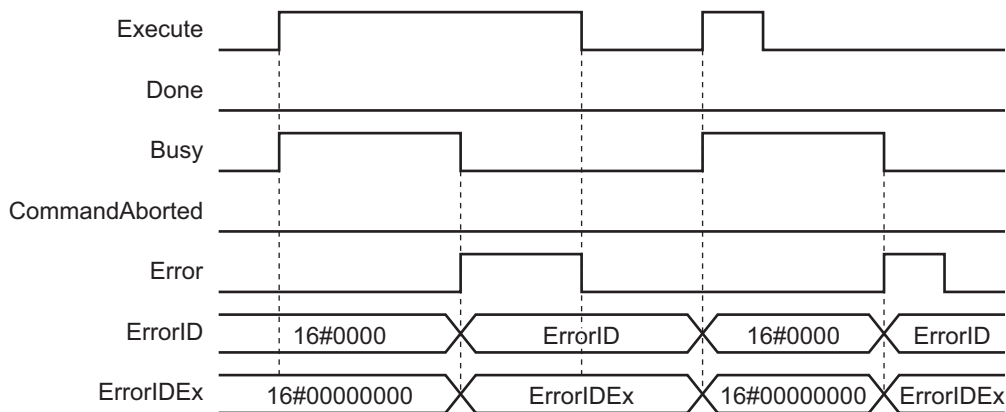 Execute
Done
Busy
CommandAborted
Error
ErrorID 16#0000 ErrorID 16#0000 ErrorID
ErrorIDEx 16#00000000 ErrorIDEx 16#00000000 ErrorIDEx